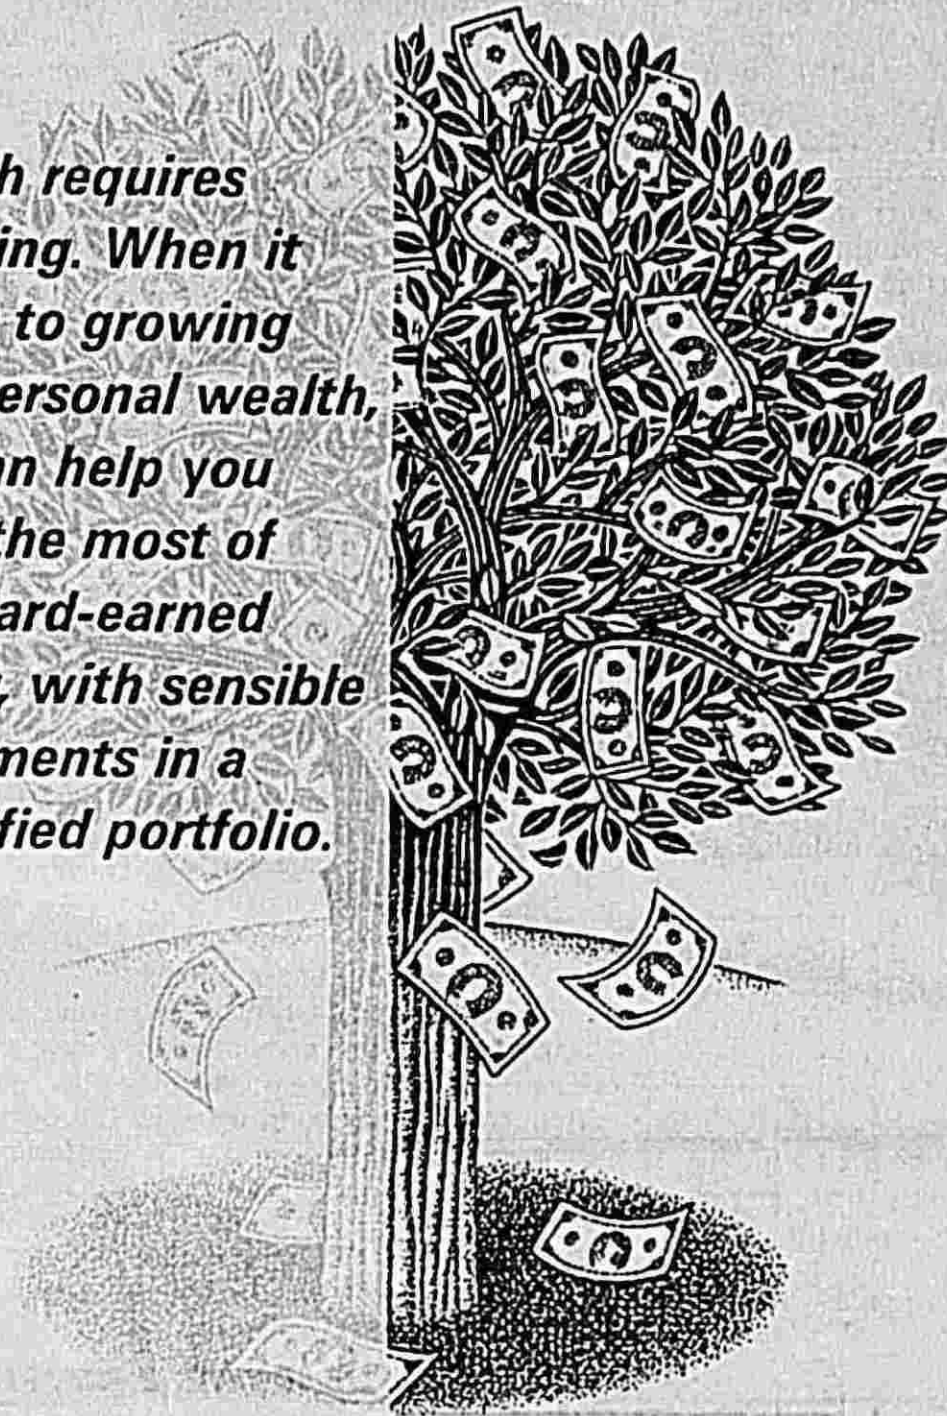 h requires
ing. When it
to growing
ersonal wealth,
n help you
the most of
ard-earned
, with sensible
ments in a
fied portfolio.